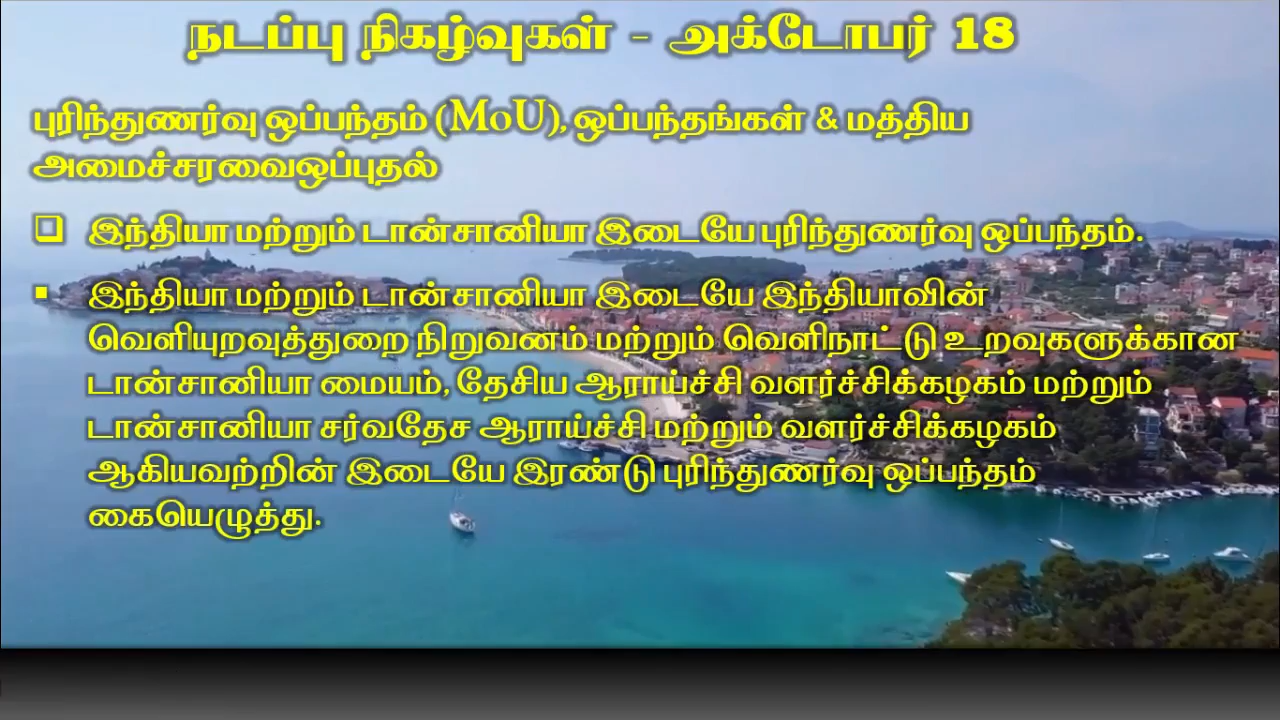 நடப்பு நிகழ்வுகள் - அக்டோபர் 18
புரிந்துணர்வு ஒப்பந்தம் (MoU), ஒப்பந்தங்கள் & மத்திய
அமைச்சரவைஒப்புதல்
❑ இந்தியா மற்றும் டான்சானியா இடையே புரிந்துணர்வு ஒப்பந்தம்.
▪ இந்தியா மற்றும் டான்சானியா இடையே இந்தியாவின்
வெளியுறவுத்துறை நிறுவனம் மற்றும் வெளிநாட்டு உறவுகளுக்கான
டான்சானியா மையம், தேசிய ஆராய்ச்சி வளர்ச்சிக்கழகம் மற்றும்
டான்சானியா சர்வதேச ஆராய்ச்சி மற்றும் வளர்ச்சிக்கழகம்
ஆகியவற்றின் இடையே இரண்டு புரிந்துணர்வு ஒப்பந்தம்
கையெழுத்து.